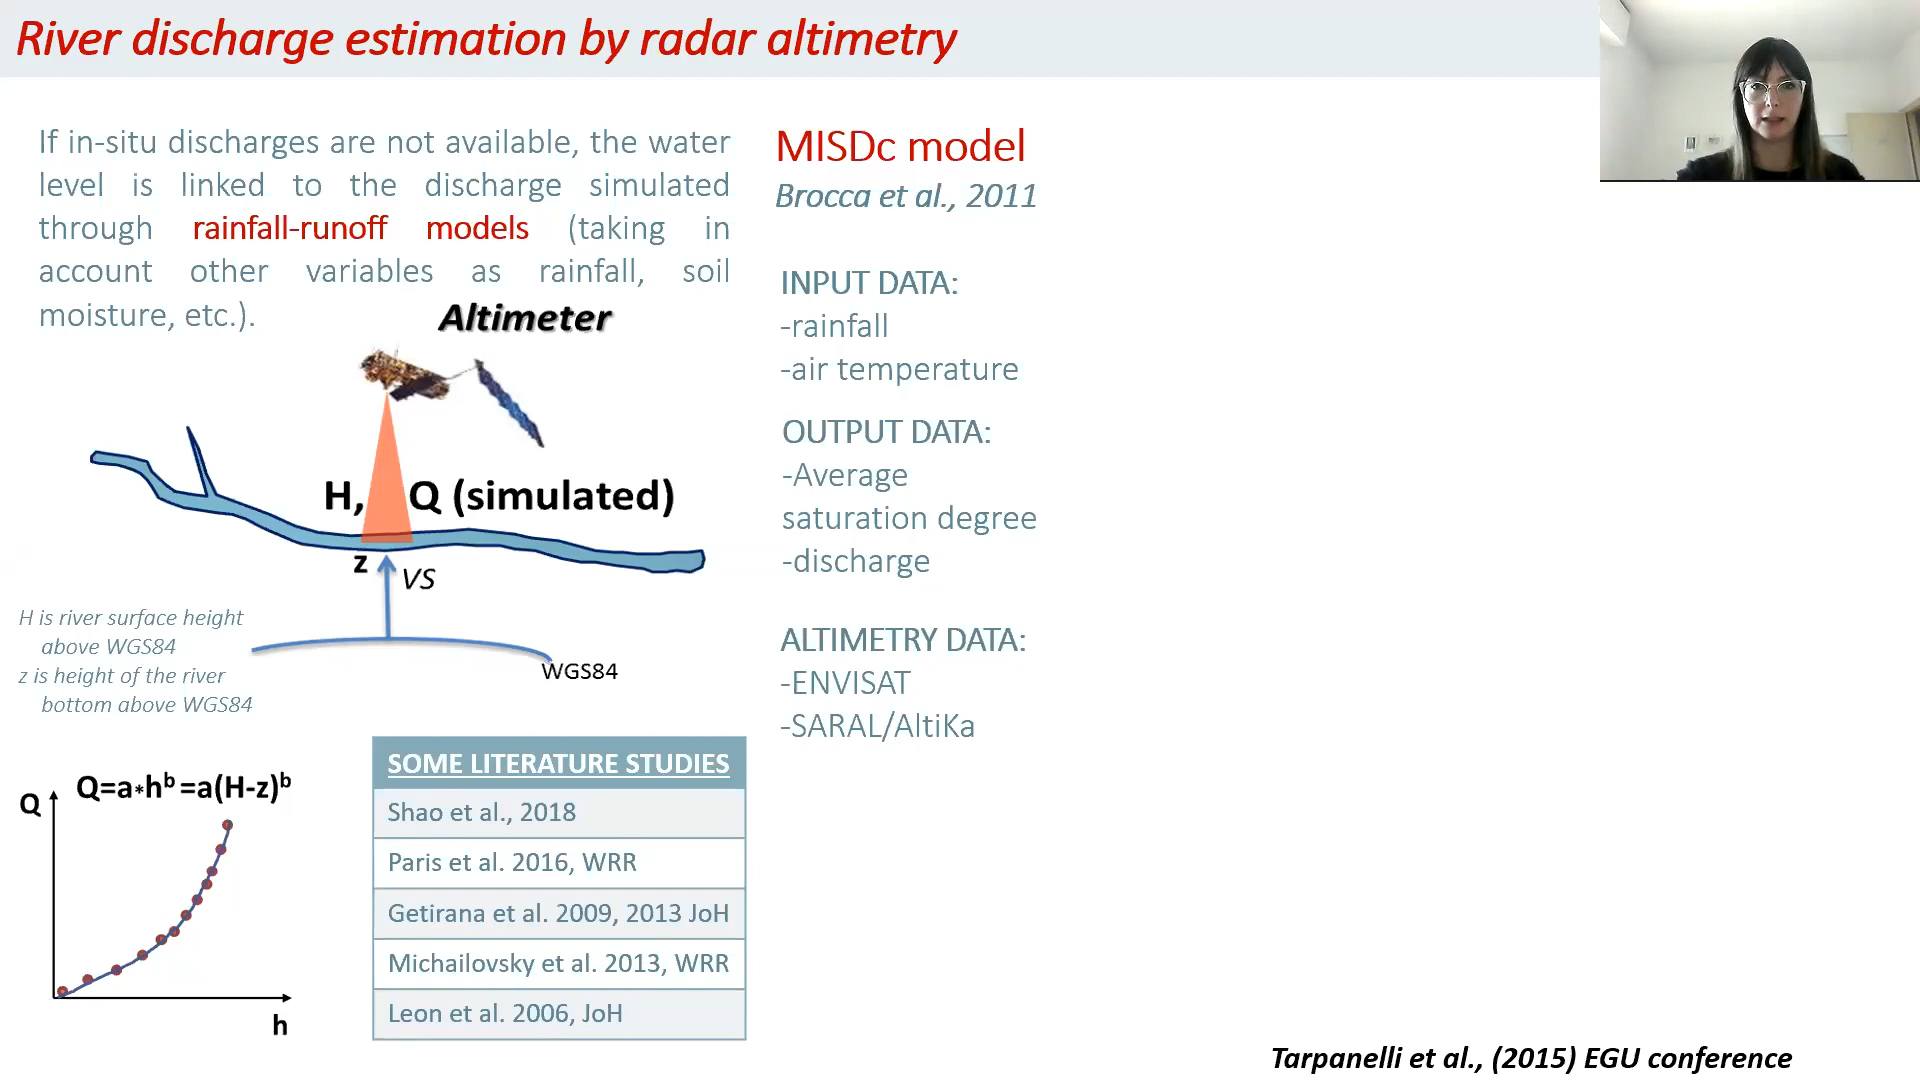 River discharge estimation by radar altimetry
If in-situ discharges are not available, the water
level is linked to the discharge simulated
through rainfall-runoff models (taking in
account other variables as rainfall, soil
moisture, etc.).
Altimeter
H, Q (simulated)
z
VS
WGS84
H is river surface height
above WGS84
z is height of the river
bottom above WGS84
Q=a*h^b =a(H-z)^b
Q
h
SOME LITERATURE STUDIES
Shao et al., 2018
Paris et al. 2016, WRR
Getirana et al. 2009, 2013 JoH
Michailovsky et al. 2013, WRR
Leon et al. 2006, JoH
MISDc model
Brocca et al., 2011
INPUT DATA:
-rainfall
-air temperature
OUTPUT DATA:
-Average
saturation degree
-discharge
ALTIMETRY DATA:
-ENVISAT
-SARAL/AltiKa
Tarpanelli et al., (2015) EGU conference